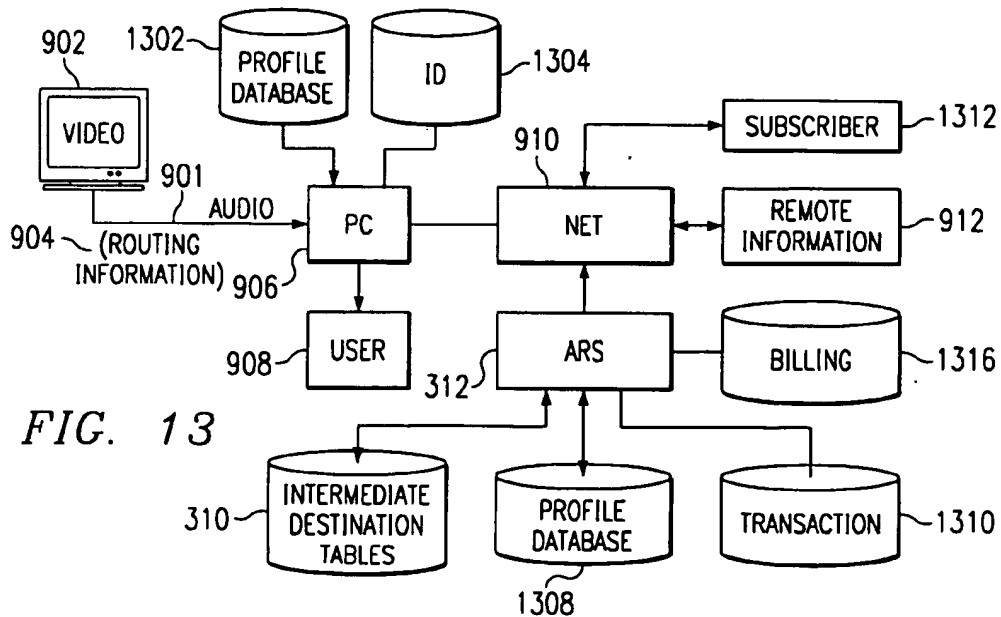 1302
902
PROFILE
DATABASE
ID
1304
VIDEO
910
SUBSCRIBER
1312
901
AUDIO
904
(ROUTING
INFORMATION)
PC
906
NET
REMOTE
INFORMATION
912
USER
908
ARS
312
BILLING
1316
FIG. 13
310
INTERMEDIATE
DESTINATION
TABLES
PROFILE
DATABASE
1308
TRANSACTION
1310